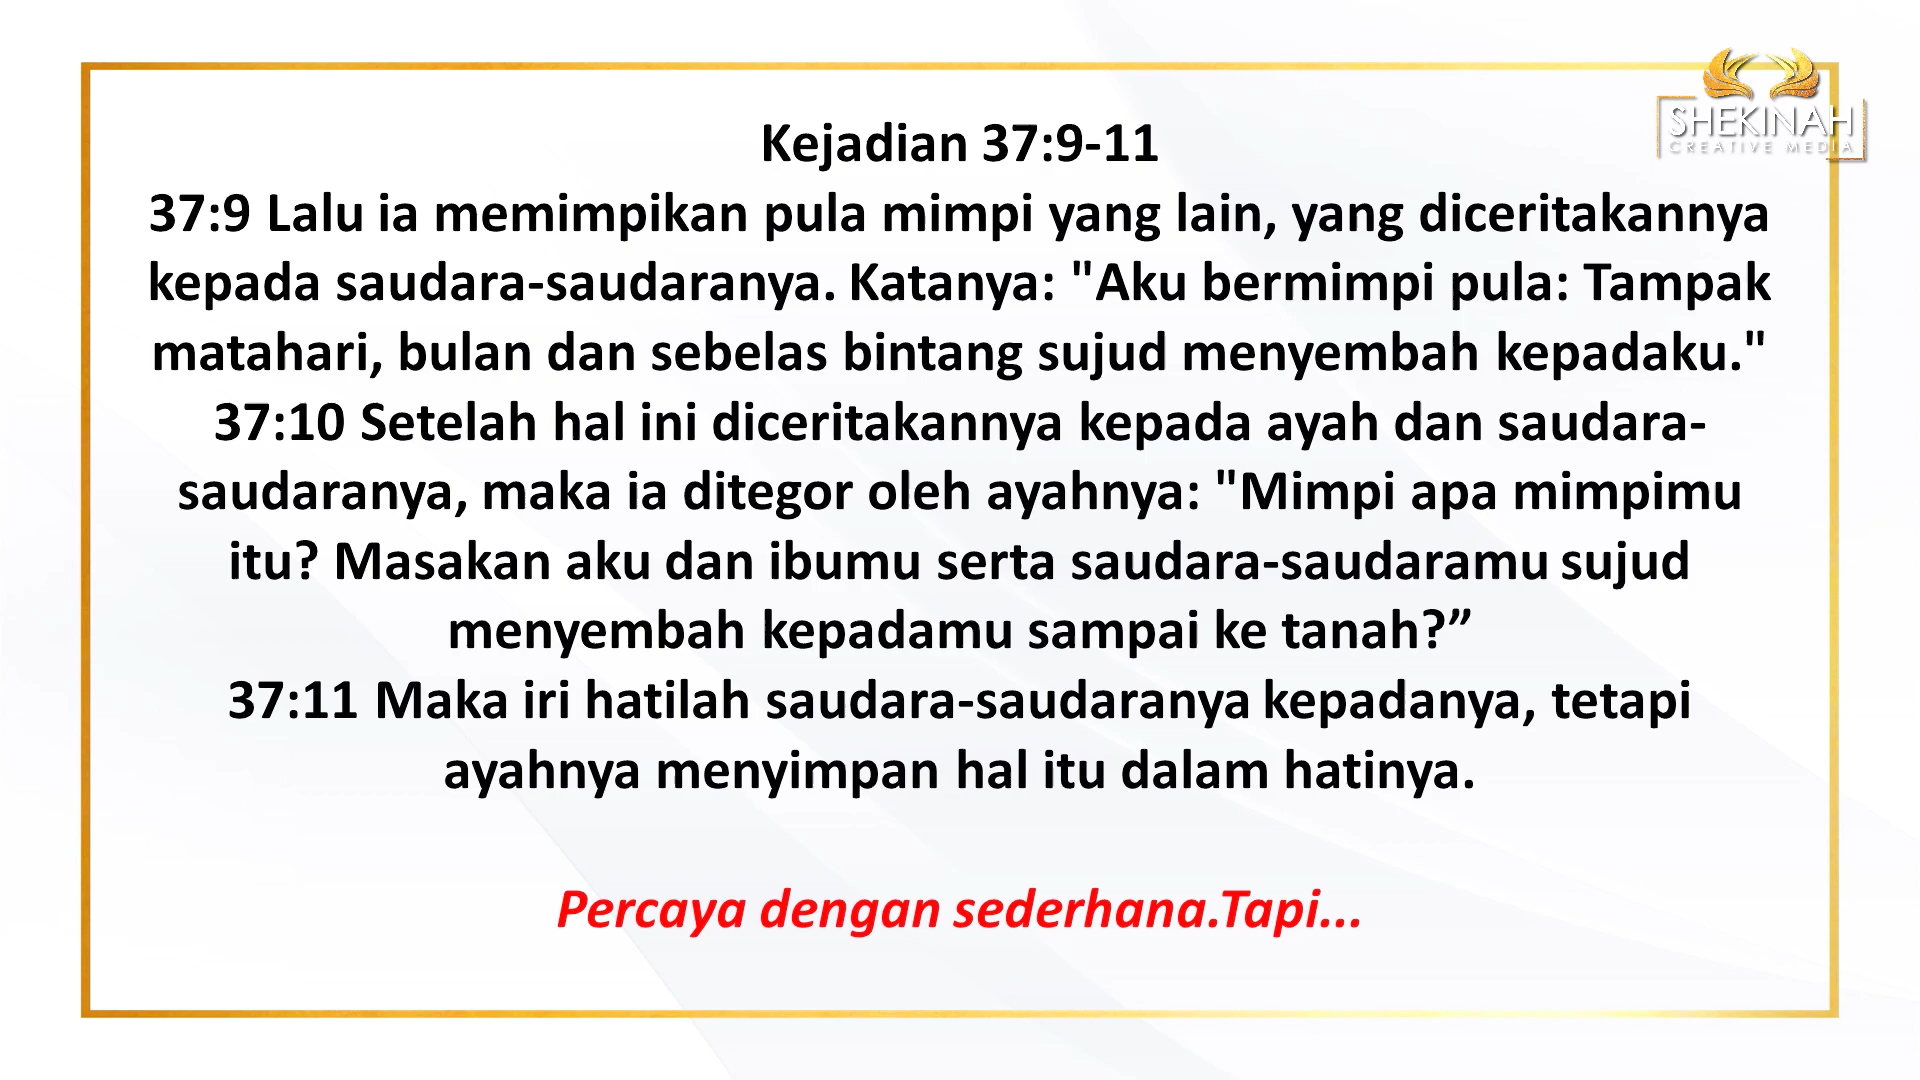 SHEKINAH
CREATIVE MEDIA
Kejadian 37:9-11
37:9 Lalu ia memimpikan pula mimpi yang lain, yang diceritakannya
kepada saudara-saudaranya. Katanya: "Aku bermimpi pula: Tampak
matahari, bulan dan sebelas bintang sujud menyembah kepadaku."
37:10 Setelah hal ini diceritakannya kepada ayah dan saudara-
saudaranya, maka ia ditegor oleh ayahnya: "Mimpi apa mimpimu
itu? Masakan aku dan ibumu serta saudara-saudaramu sujud
menyembah kepadamu sampai ke tanah?”
37:11 Maka iri hatilah saudara-saudaranya kepadanya, tetapi
ayahnya menyimpan hal itu dalam hatinya.
Percaya dengan sederhana.Tapi...